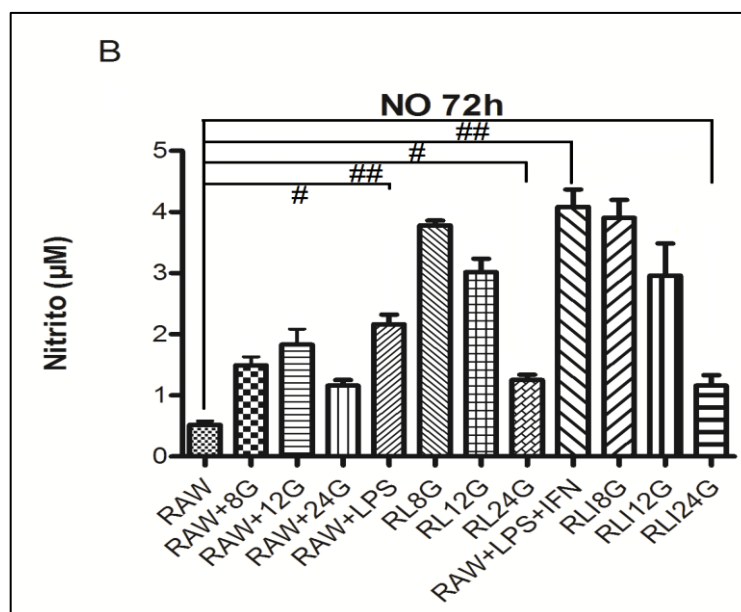 B
NO 72h
##
#
##
#
Nitrito (µM)
5
4
3
2
1
0
RAW
RAW+8G
RAW+12G
RAW+24G
RAW+LPS
RL8G
RL12G
RL24G
RAW+LPS+IFN
RLI8G
RLI12G
RLI24G